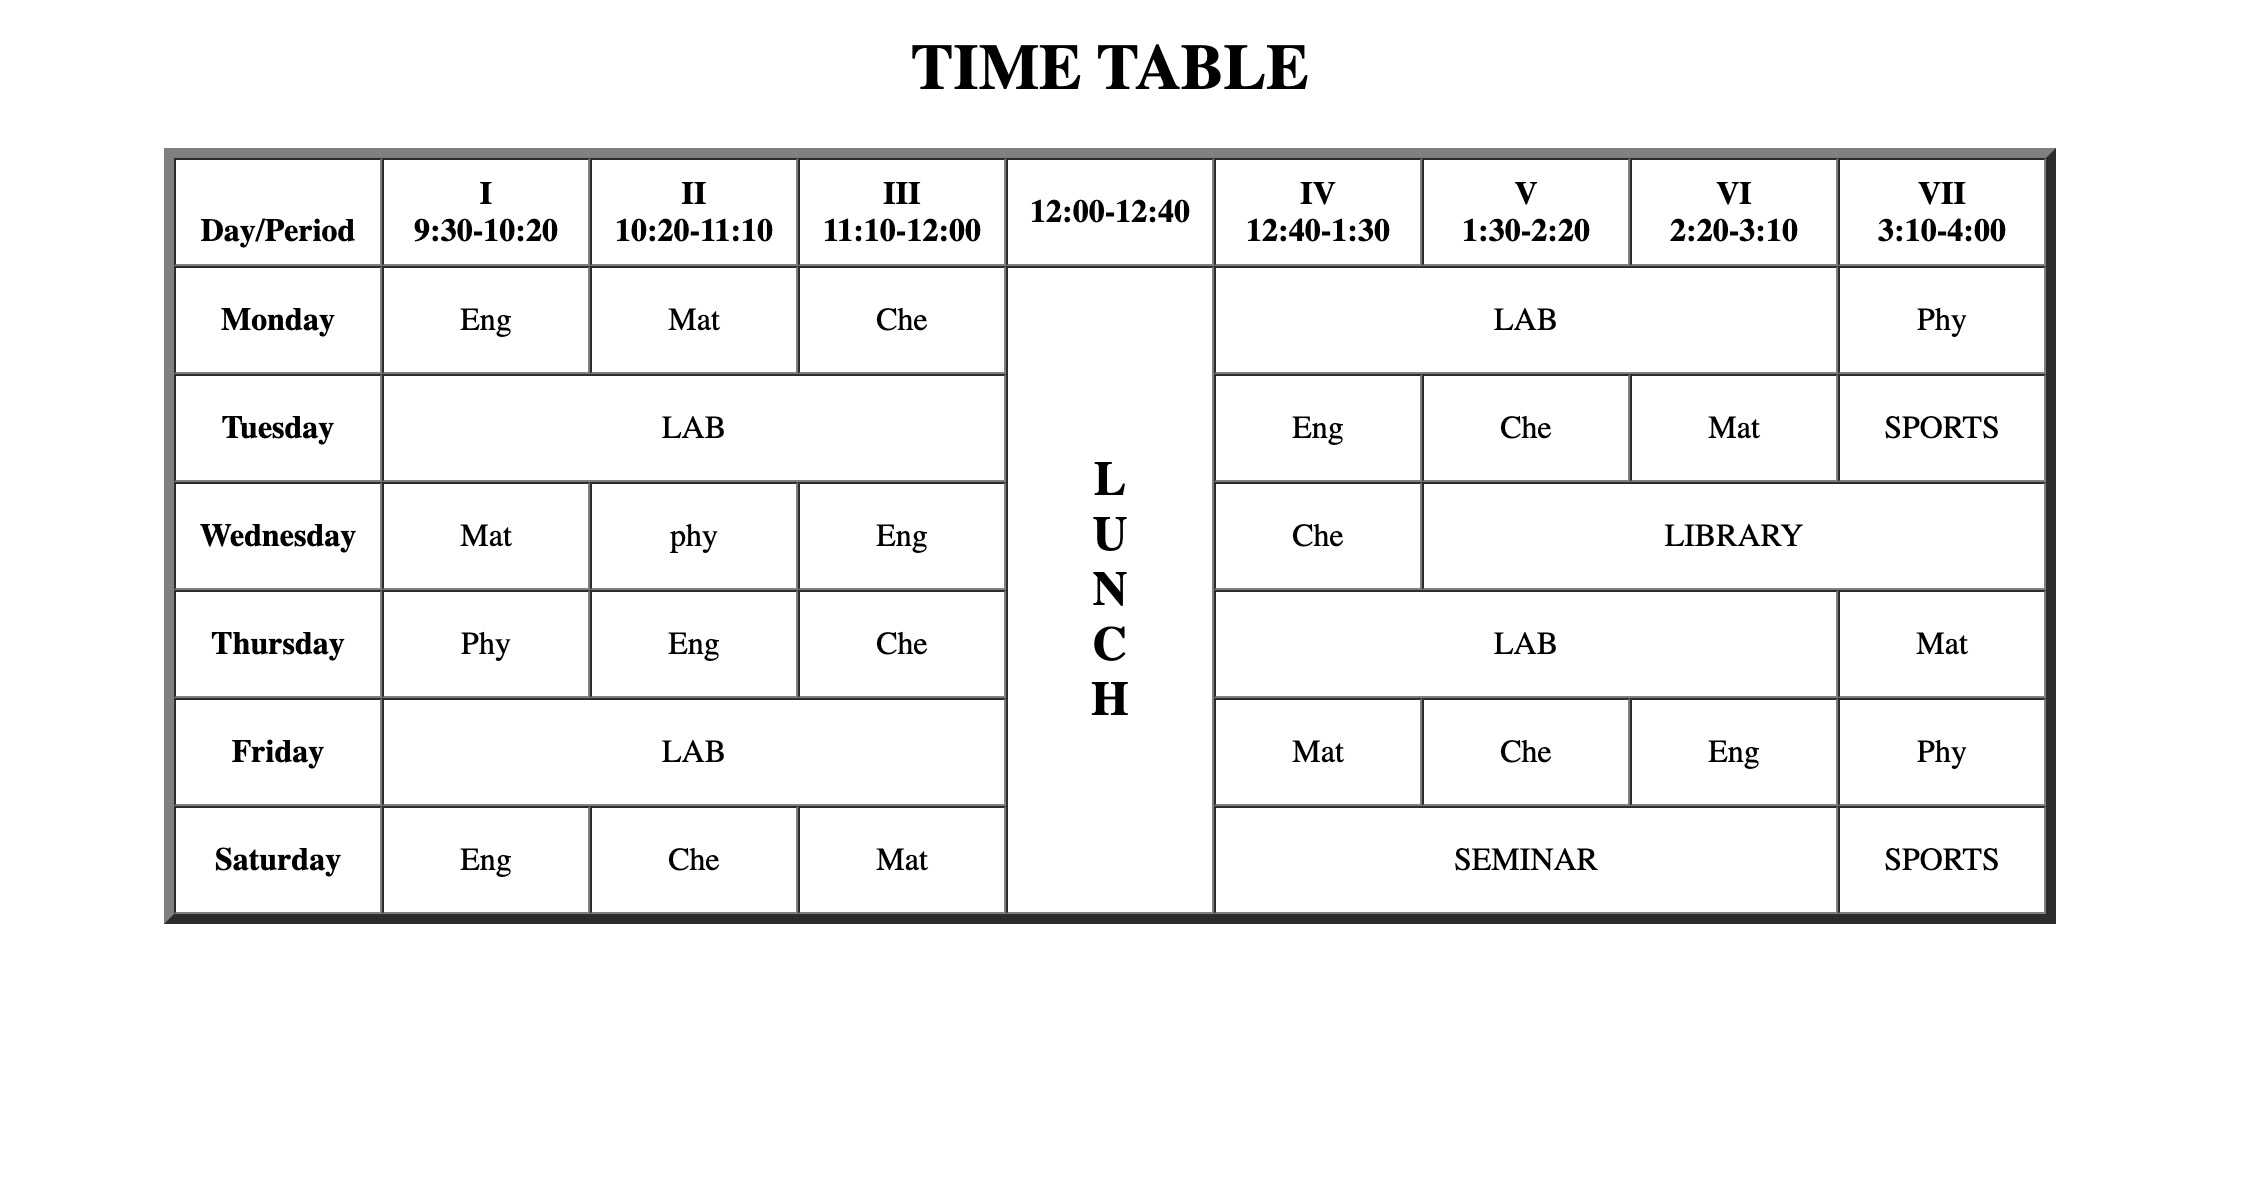 TIME TABLE
Day/Period
I
9:30-10:20
II
10:20-11:10
III
11:10-12:00
12:00-12:40
IV
12:40-1:30
V
1:30-2:20
VI
2:20-3:10
VII
3:10-4:00
Monday
Eng
Mat
Che
L
U
N
C
H
LAB
Phy
Tuesday
LAB
Eng
Che
Mat
SPORTS
Wednesday
Mat
phy
Eng
Che
LIBRARY
Thursday
Phy
Eng
Che
LAB
Mat
Friday
LAB
Mat
Che
Eng
Phy
Saturday
Eng
Che
Mat
SEMINAR
SPORTS